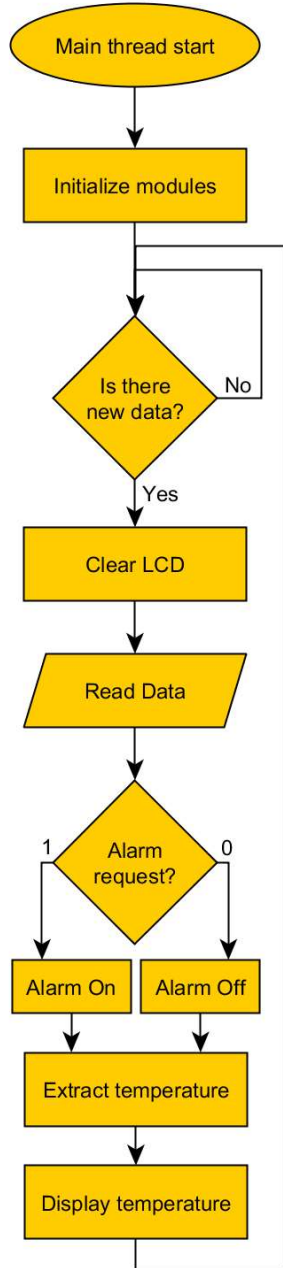 Main thread start
Initialize modules
Is there
new data?
No
Yes
Clear LCD
Read Data
Alarm
request?
1
0
Alarm On
Alarm Off
Extract temperature
Display temperature